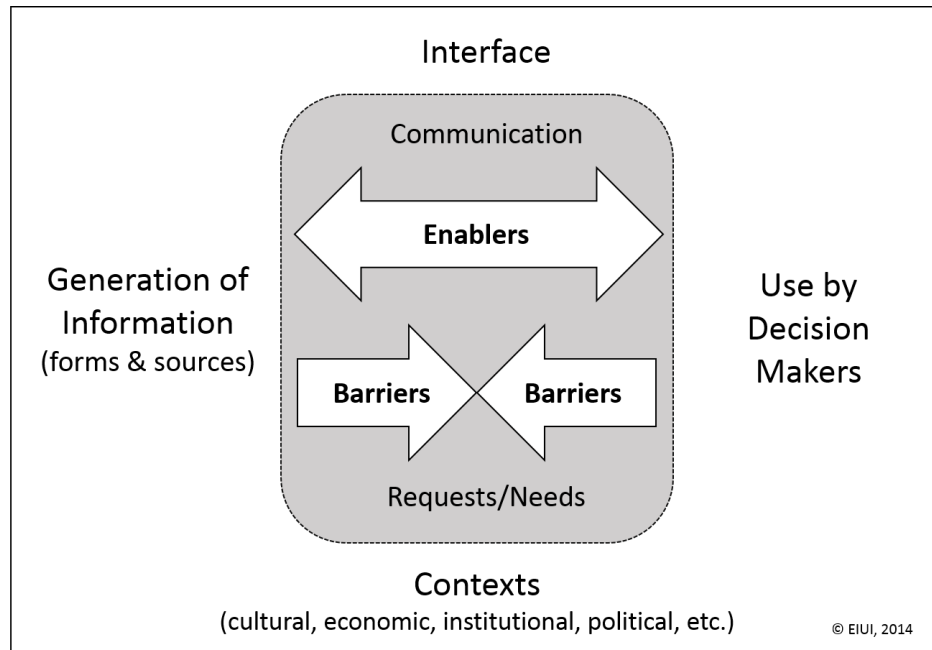 Interface
Communication
Enablers
Generation of
Information
(forms & sources)
Use by
Decision
Makers
Barriers Barriers
Requests/Needs
Contexts
(cultural, economic, institutional, political, etc.)
© EIUI, 2014